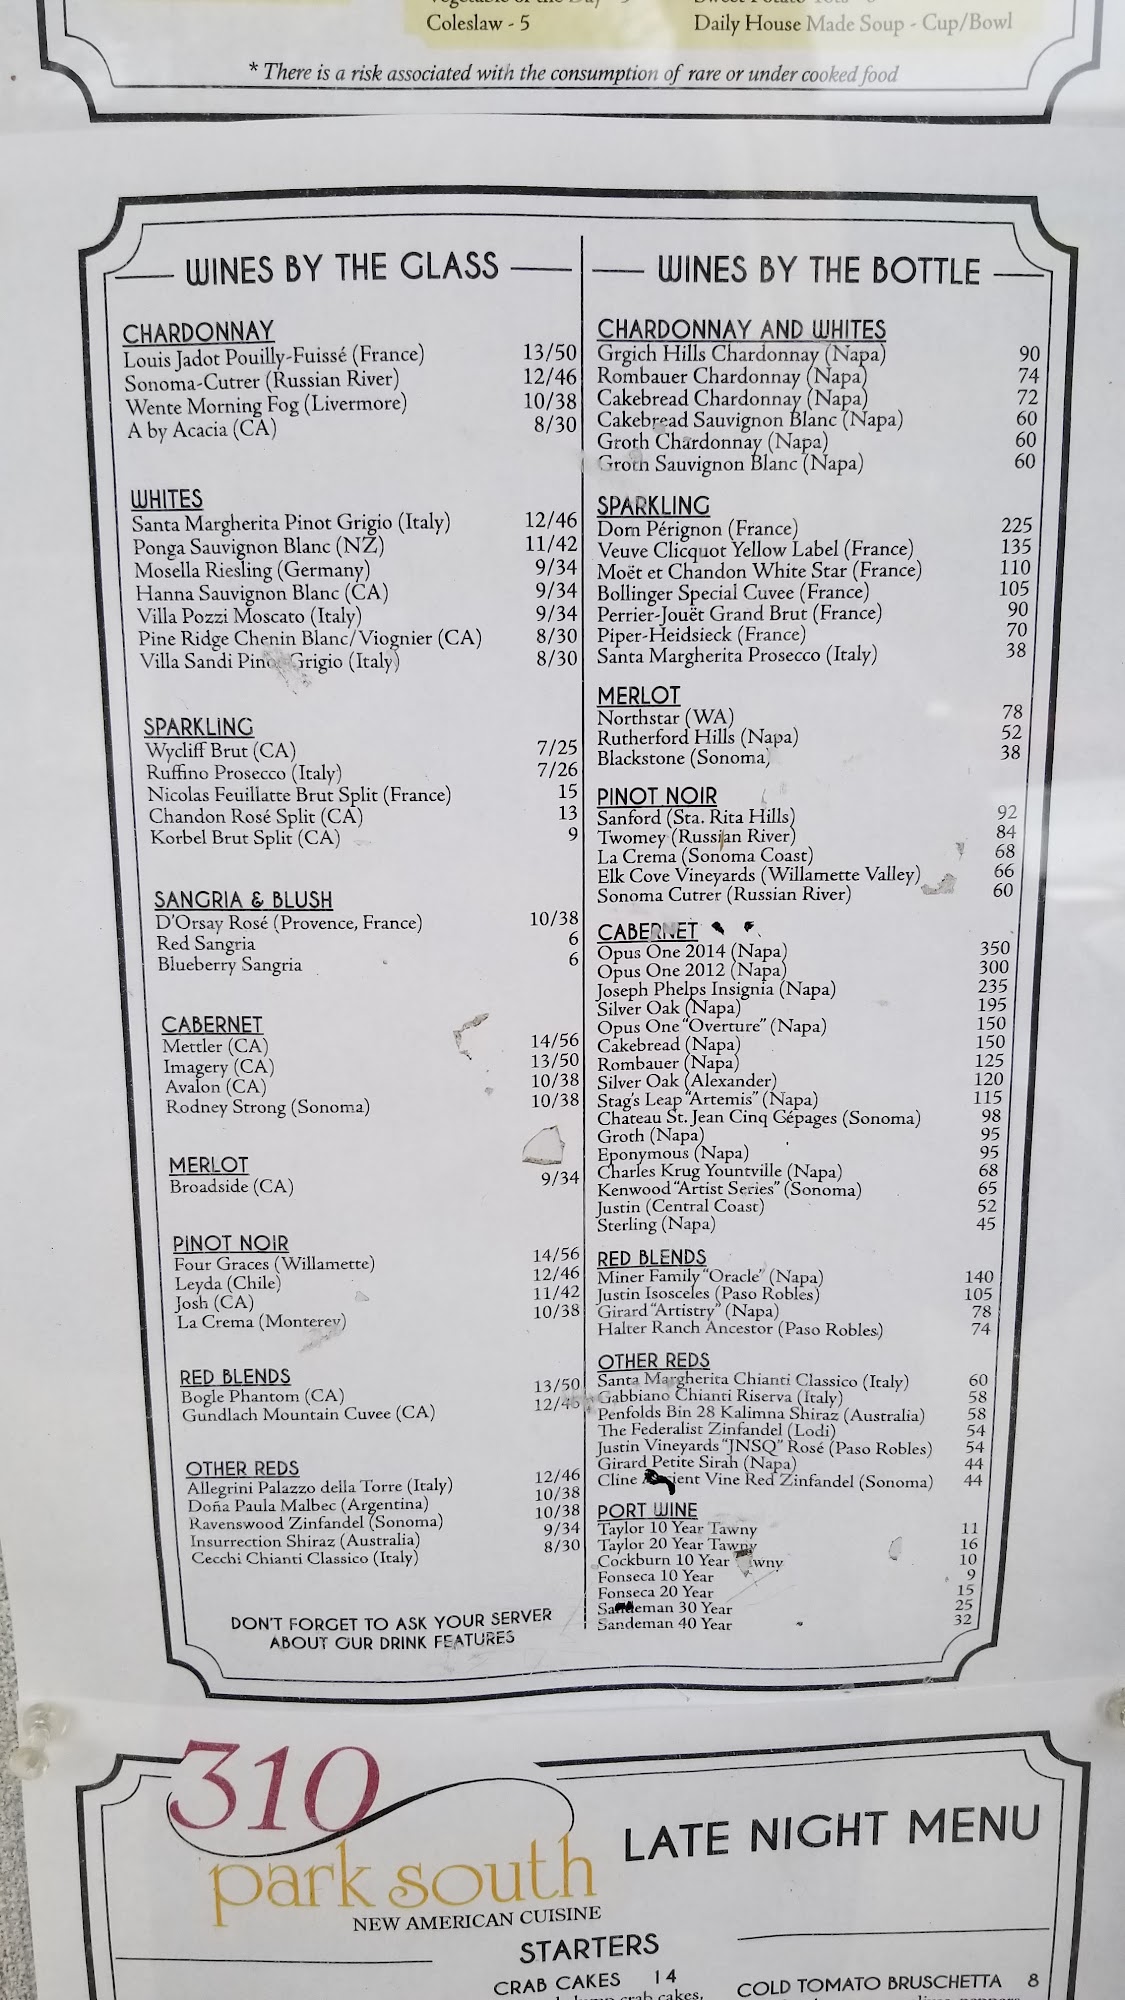 Coleslaw - 5
Daily House Made Soup - Cup/Bowl
* There is a risk associated with the consumption of rare or under cooked food
WINES BY THE GLASS
CHARDONNAY
Louis Jadot Pouilly-Fuissé (France) 13/50
Sonoma-Cutrer (Russian River) 12/46
Wente Morning Fog (Livermore) 10/38
A by Acacia (CA) 8/30
WHITES
Santa Margherita Pinot Grigio (Italy) 12/46
Ponga Sauvignon Blanc (NZ) 11/42
Mosella Riesling (Germany) 9/34
Hanna Sauvignon Blanc (CA) 9/34
Villa Pozzi Moscato (Italy) 9/34
Pine Ridge Chenin Blanc/Viognier (CA) 8/30
Villa Sandi Pinot Grigio (Italy) 8/30
SPARKLING
Wycliff Brut (CA) 7/25
Ruffino Prosecco (Italy) 7/26
Nicolas Feuillatte Brut Split (France) 15
Chandon Rosé Split (CA) 13
Korbel Brut Split (CA) 9
SANGRIA & BLUSH
D'Orsay Rosé (Provence, France) 10/38
Red Sangria 6
Blueberry Sangria 6
CABERNET
Mettler (CA) 14/56
Imagery (CA) 13/50
Avalon (CA) 10/38
Rodney Strong (Sonoma) 10/38
MERLOT
Broadside (CA) 9/34
PINOT NOIR
Four Graces (Willamette) 14/56
Leyda (Chile) 12/46
Josh (CA) 11/42
La Crema (Monterey) 10/38
RED BLENDS
Bogle Phantom (CA) 13/50
Gundlach Mountain Cuvee (CA) 12/46
OTHER REDS
Allegrini Palazzo della Torre (Italy) 12/46
Doña Paula Malbec (Argentina) 10/38
Ravenswood Zinfandel (Sonoma) 10/38
Insurrection Shiraz (Australia) 9/34
Cecchi Chianti Classico (Italy) 8/30
DON'T FORGET TO ASK YOUR SERVER
ABOUT OUR DRINK FEATURES
WINES BY THE BOTTLE
CHARDONNAY AND WHITES
Grgich Hills Chardonnay (Napa) 90
Rombauer Chardonnay (Napa) 74
Cakebread Chardonnay (Napa) 72
Cakebread Sauvignon Blanc (Napa) 60
Groth Chardonnay (Napa) 60
Groth Sauvignon Blanc (Napa) 60
SPARKLING
Dom Pérignon (France) 225
Veuve Clicquot Yellow Label (France) 135
Moët et Chandon White Star (France) 110
Bollinger Special Cuvee (France) 105
Perrier-Jouët Grand Brut (France) 90
Piper-Heidsieck (France) 70
Santa Margherita Prosecco (Italy) 38
MERLOT
Northstar (WA) 78
Rutherford Hills (Napa) 52
Blackstone (Sonoma) 38
PINOT NOIR
Sanford (Sta. Rita Hills) 92
Twomey (Russian River) 84
La Crema (Sonoma Coast) 68
Elk Cove Vineyards (Willamette Valley) 66
Sonoma Cutrer (Russian River) 60
CABERNET
Opus One 2014 (Napa) 350
Opus One 2012 (Napa) 300
Joseph Phelps Insignia (Napa) 235
Silver Oak (Napa) 195
Opus One "Overture" (Napa) 150
Cakebread (Napa) 150
Rombauer (Napa) 125
Silver Oak (Alexander) 120
Stag's Leap "Artemis" (Napa) 115
Chateau St. Jean Cinq Cépages (Sonoma) 98
Groth (Napa) 95
Eponymous (Napa) 95
Charles Krug Yountville (Napa) 68
Kenwood "Artist Series" (Sonoma) 65
Justin (Central Coast) 52
Sterling (Napa) 45
RED BLENDS
Miner Family "Oracle" (Napa) 140
Justin Isosceles (Paso Robles) 105
Girard "Artistry" (Napa) 78
Halter Ranch Ancestor (Paso Robles) 74
OTHER REDS
Santa Margherita Chianti Classico (Italy) 60
Gabbiano Chianti Riserva (Italy) 58
Penfolds Bin 28 Kalimna Shiraz (Australia) 58
The Federalist Zinfandel (Lodi) 54
Justin Vineyards "JNSQ" Rosé (Paso Robles) 54
Girard Petite Sirah (Napa) 44
Cline Ancient Vine Red Zinfandel (Sonoma) 44
PORT WINE
Taylor 10 Year Tawny 11
Taylor 20 Year Tawny 16
Cockburn 10 Year Tawny 10
Fonseca 10 Year 9
Fonseca 20 Year 15
Sandeman 30 Year 25
Sandeman 40 Year 32
310
park south
NEW AMERICAN CUISINE
LATE NIGHT MENU
STARTERS
CRAB CAKES 14
COLD TOMATO BRUSCHETTA 8
crab cakes,